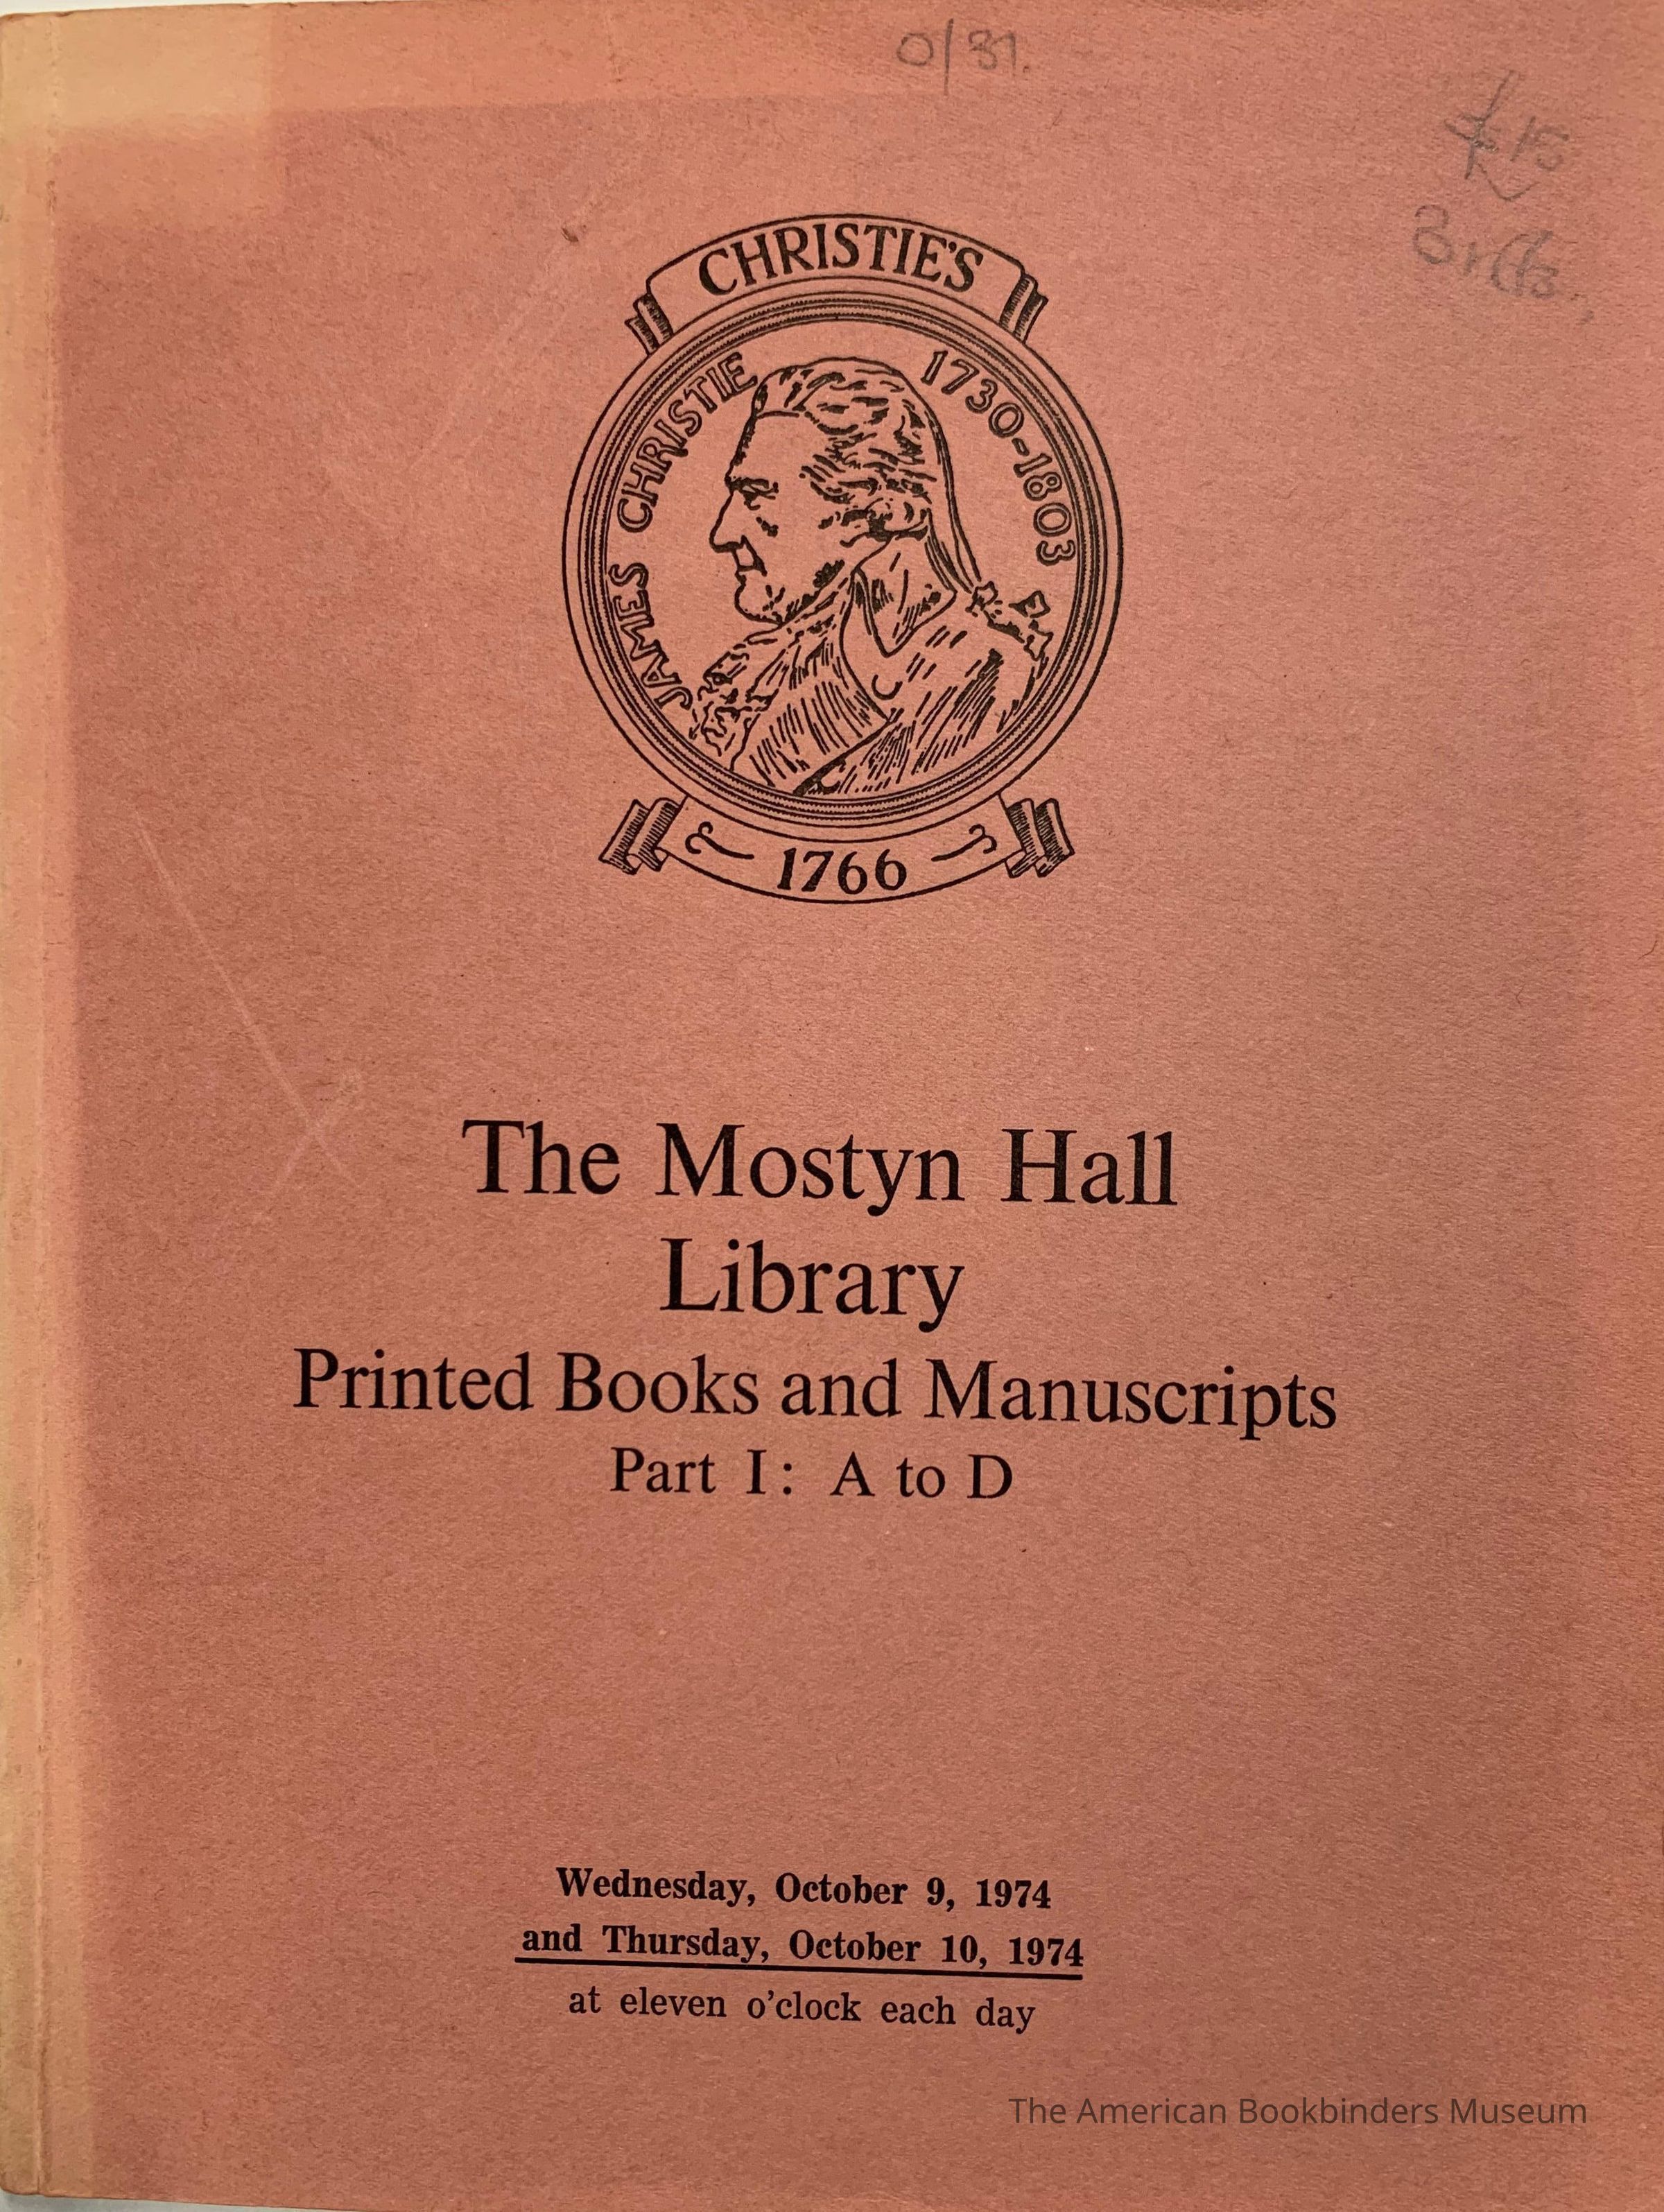 0/31.
CHRISTIE'S
JAMES CHRISTIE 1730-1803
1766
The Mostyn Hall
Library
Printed Books and Manuscripts
Part I: A to D
Wednesday, October 9, 1974
and Thursday, October 10, 1974
at eleven o'clock each day
The American Bookbinders Museum